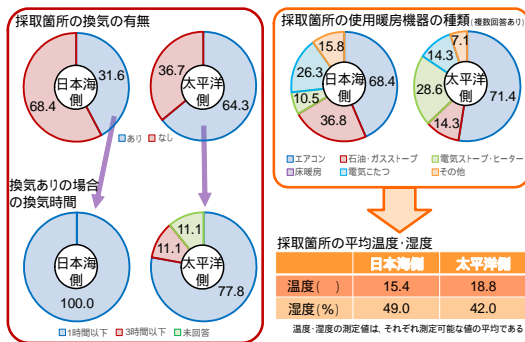 採取箇所の換気の有無
31.6
68.4
日本海
側
36.7
64.3
太平洋
側
あり なし
換気ありの場合
の換気時間
日本海
側
100.0
11.1
11.1
77.8
太平洋
側
1時間以下 3時間以下 未回答
採取箇所の使用暖房機器の種類(複数回答あり)
15.8
26.3
10.5
36.8
68.4
日本海
側
7.1
14.3
28.6
14.3
71.4
太平洋
側
エアコン 石油・ガスストーブ 電気ストーブ・ヒーター
床暖房 電気こたつ その他
採取箇所の平均温度・湿度
日本海側 太平洋側
温度( ) 15.4 18.8
湿度(%) 49.0 42.0
温度・湿度の測定値は、それぞれ測定可能な値の平均である